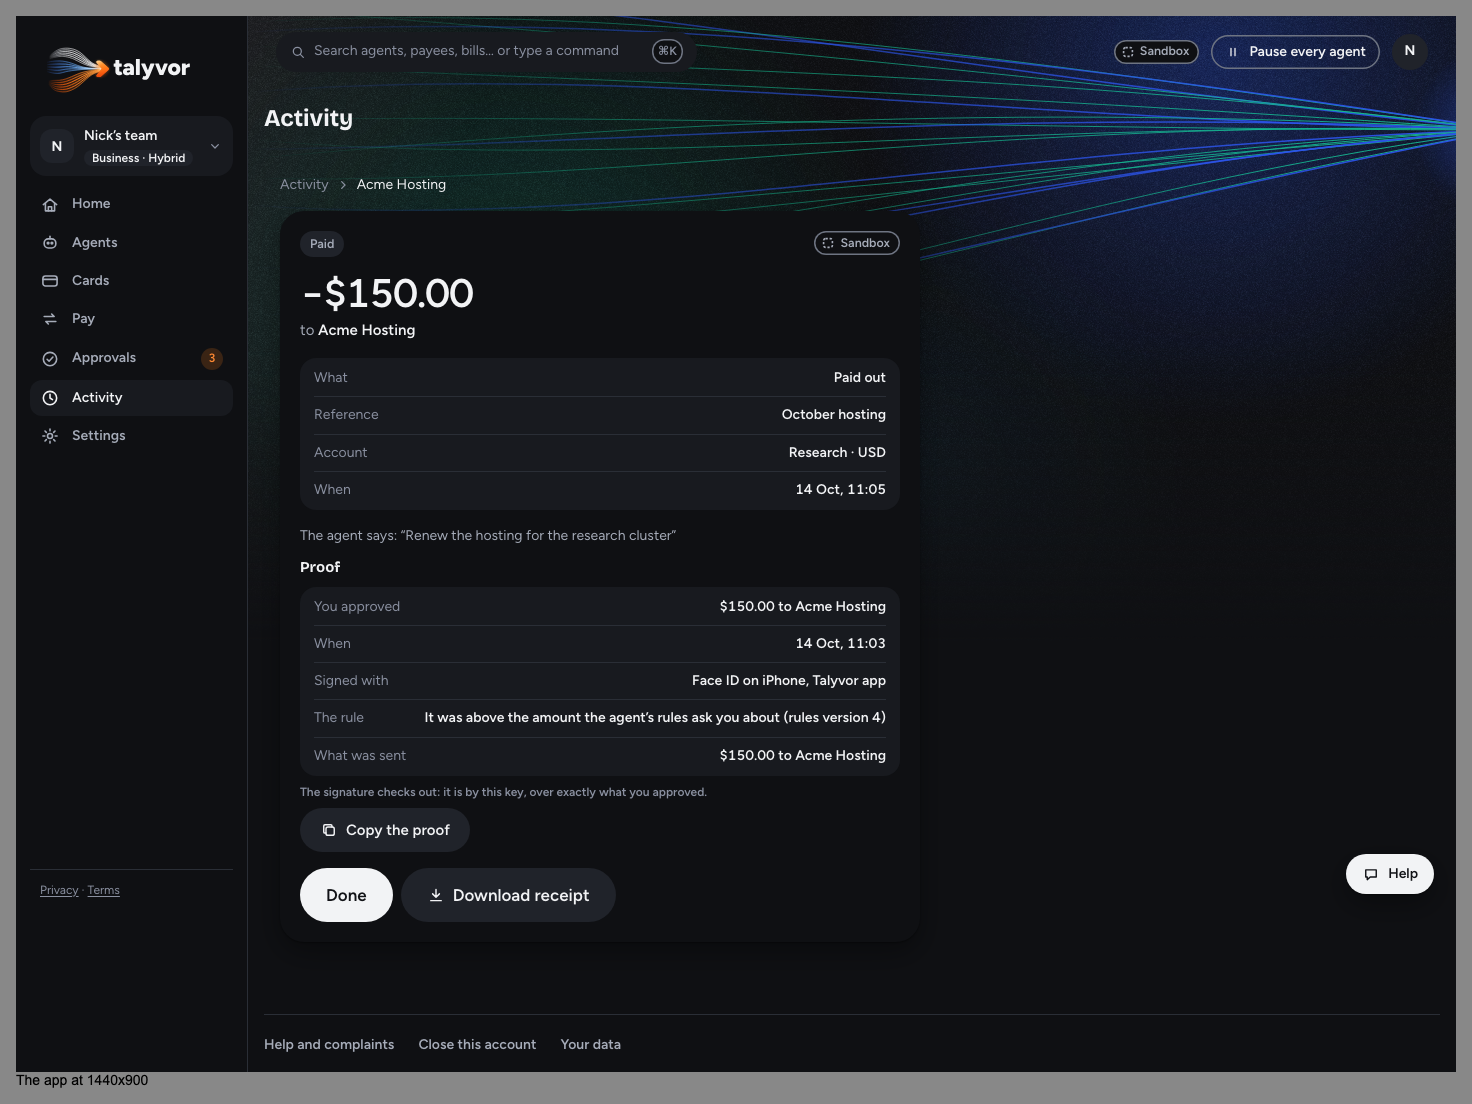 talyvor
N
Nick's team
Business · Hybrid
Home
Agents
Cards
Pay
Approvals
3
Activity
Settings
Privacy · Terms
Search agents, payees, bills... or type a command
⌘K
Sandbox
Pause every agent
N
Activity
Activity > Acme Hosting
Paid
Sandbox
−$150.00
to Acme Hosting
What Paid out
Reference October hosting
Account Research · USD
When 14 Oct, 11:05
The agent says: “Renew the hosting for the research cluster”
Proof
You approved $150.00 to Acme Hosting
When 14 Oct, 11:03
Signed with Face ID on iPhone, Talyvor app
The rule It was above the amount the agent’s rules ask you about (rules version 4)
What was sent $150.00 to Acme Hosting
The signature checks out: it is by this key, over exactly what you approved.
Copy the proof
Done
Download receipt
Help
Help and complaints Close this account Your data
The app at 1440x900